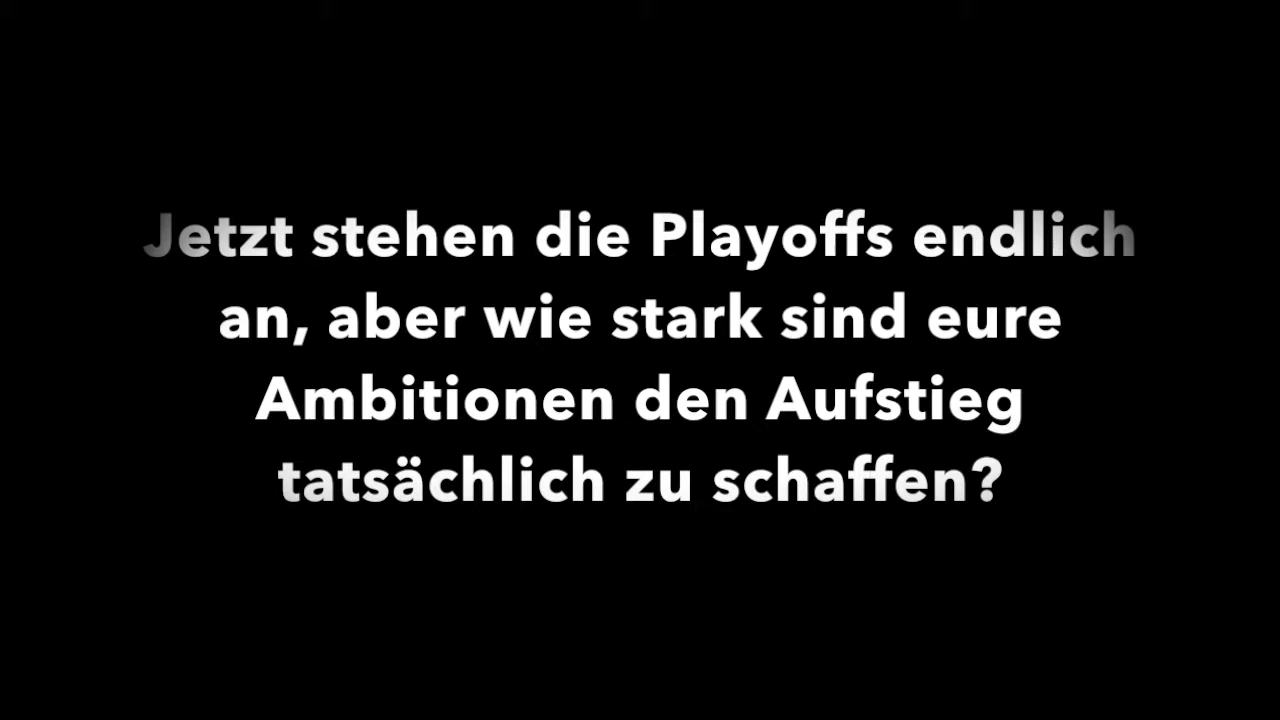 Jetzt stehen die Playoffs endlich
an, aber wie stark sind eure
Ambitionen den Aufstieg
tatsächlich zu schaffen?